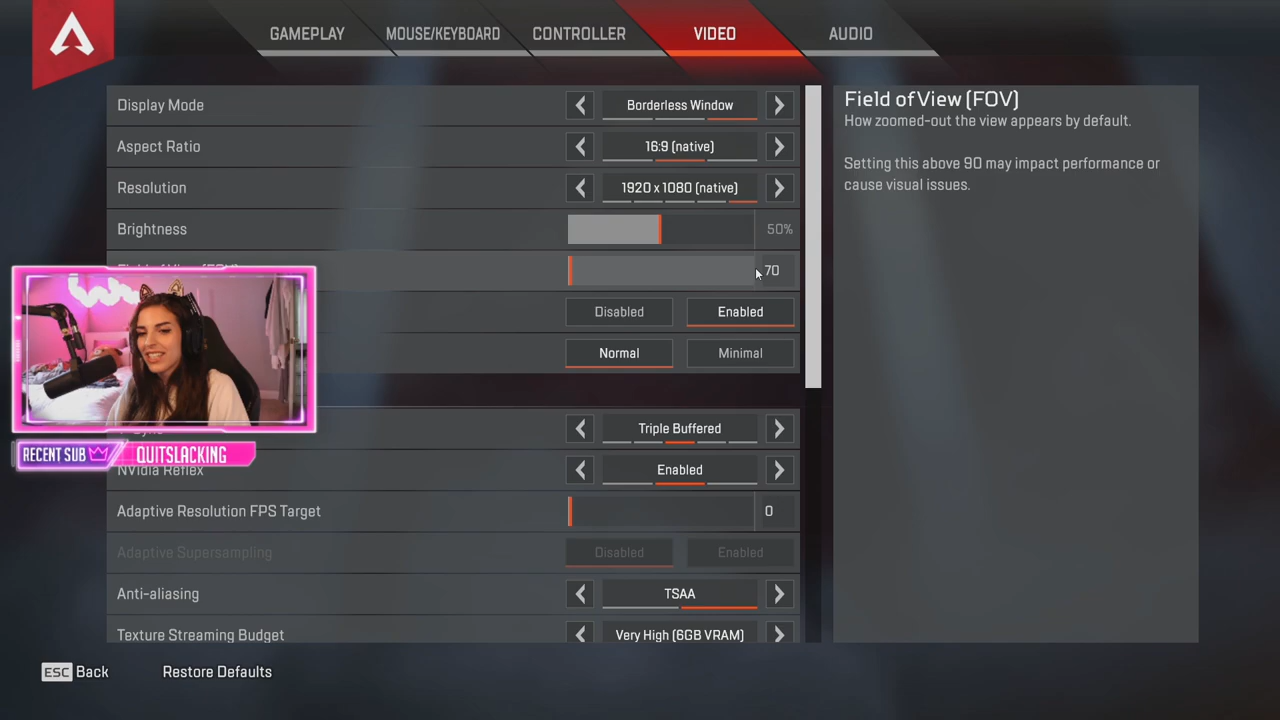 GAMEPLAY
MOUSE/KEYBOARD
CONTROLLER
VIDEO
AUDIO
Display Mode
Borderless Window
Aspect Ratio
16:9 (native)
Resolution
1920 x 1080 (native)
Brightness
50%
70
Disabled
Enabled
Normal
Minimal
Triple Buffered
NVidia Reflex
Enabled
Adaptive Resolution FPS Target
0
Adaptive Supersampling
Disabled
Enabled
Anti-aliasing
TSAA
Texture Streaming Budget
Very High (6GB VRAM)
Field of View (FOV)
How zoomed-out the view appears by default.
Setting this above 90 may impact performance or
cause visual issues.
RECENT SUB
QUITSLACKING
ESC Back
Restore Defaults